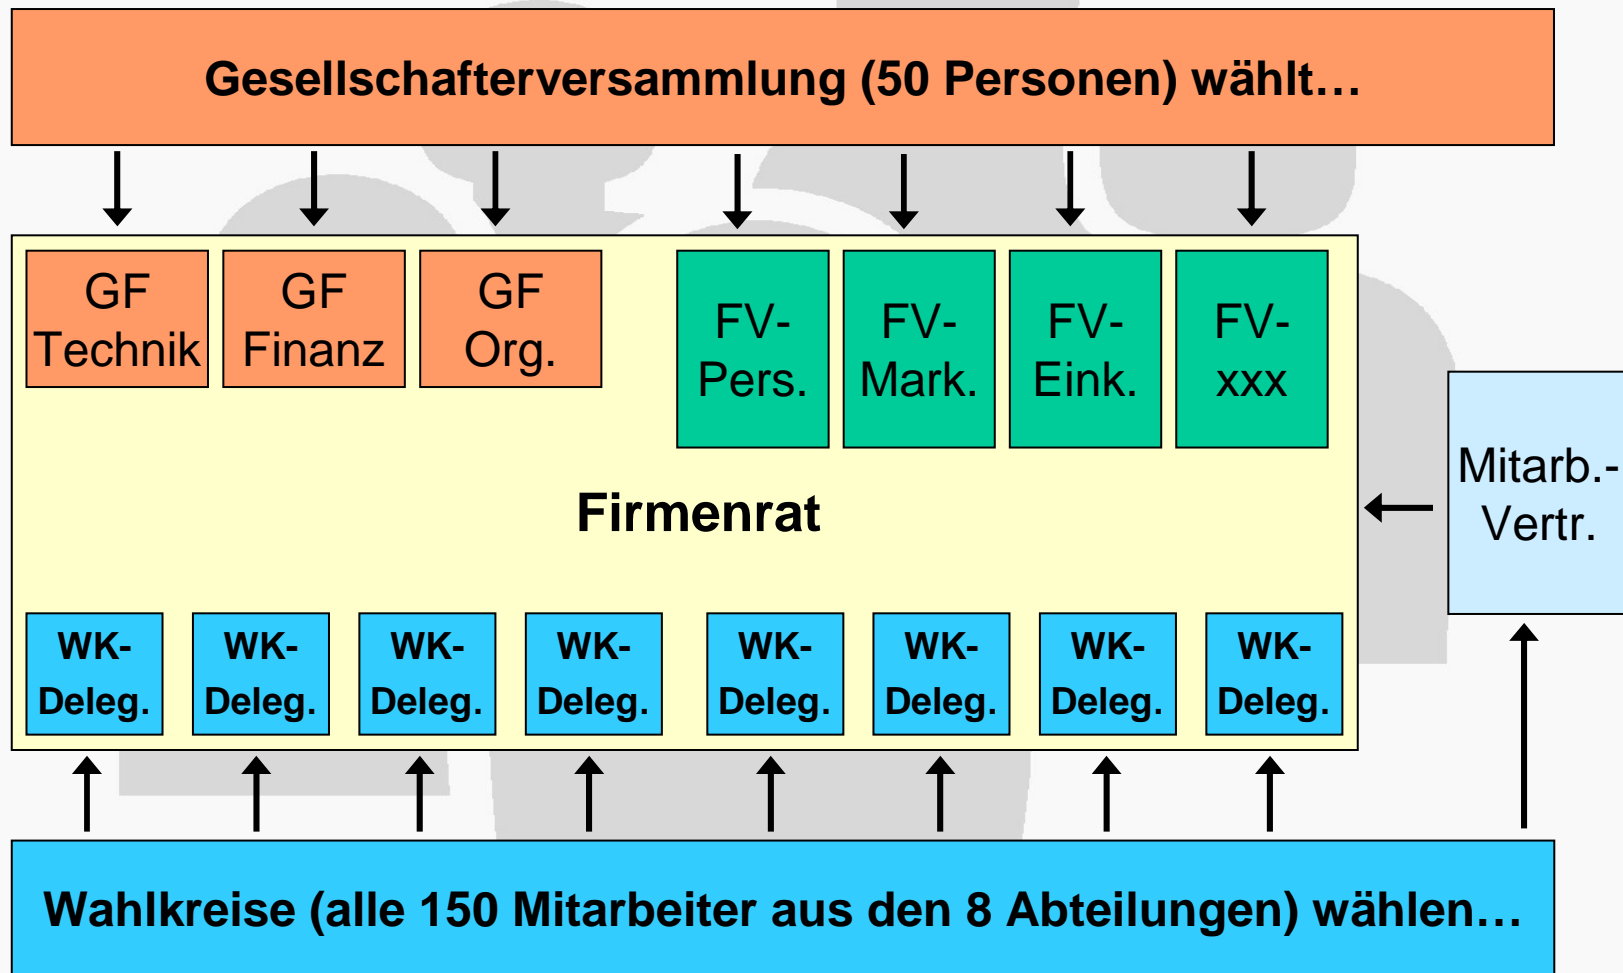 Gesellschafterversammlung (50 Personen) wählt…
GF
Technik
GF
Finanz
GF
Org.
FV-
Pers.
FV-
Mark.
FV-
Eink.
FV-
xxx
Mitarb.-
Vertr.
Firmenrat
WK-
Deleg.
WK-
Deleg.
WK-
Deleg.
WK-
Deleg.
WK-
Deleg.
WK-
Deleg.
WK-
Deleg.
WK-
Deleg.
Wahlkreise (alle 150 Mitarbeiter aus den 8 Abteilungen) wählen…